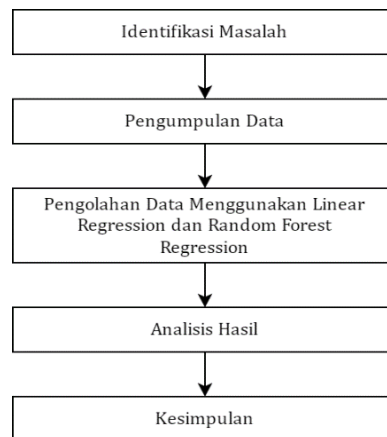 Identifikasi Masalah
Pengumpulan Data
Pengolahan Data Menggunakan Linear
Regression dan Random Forest
Regression
Analisis Hasil
Kesimpulan